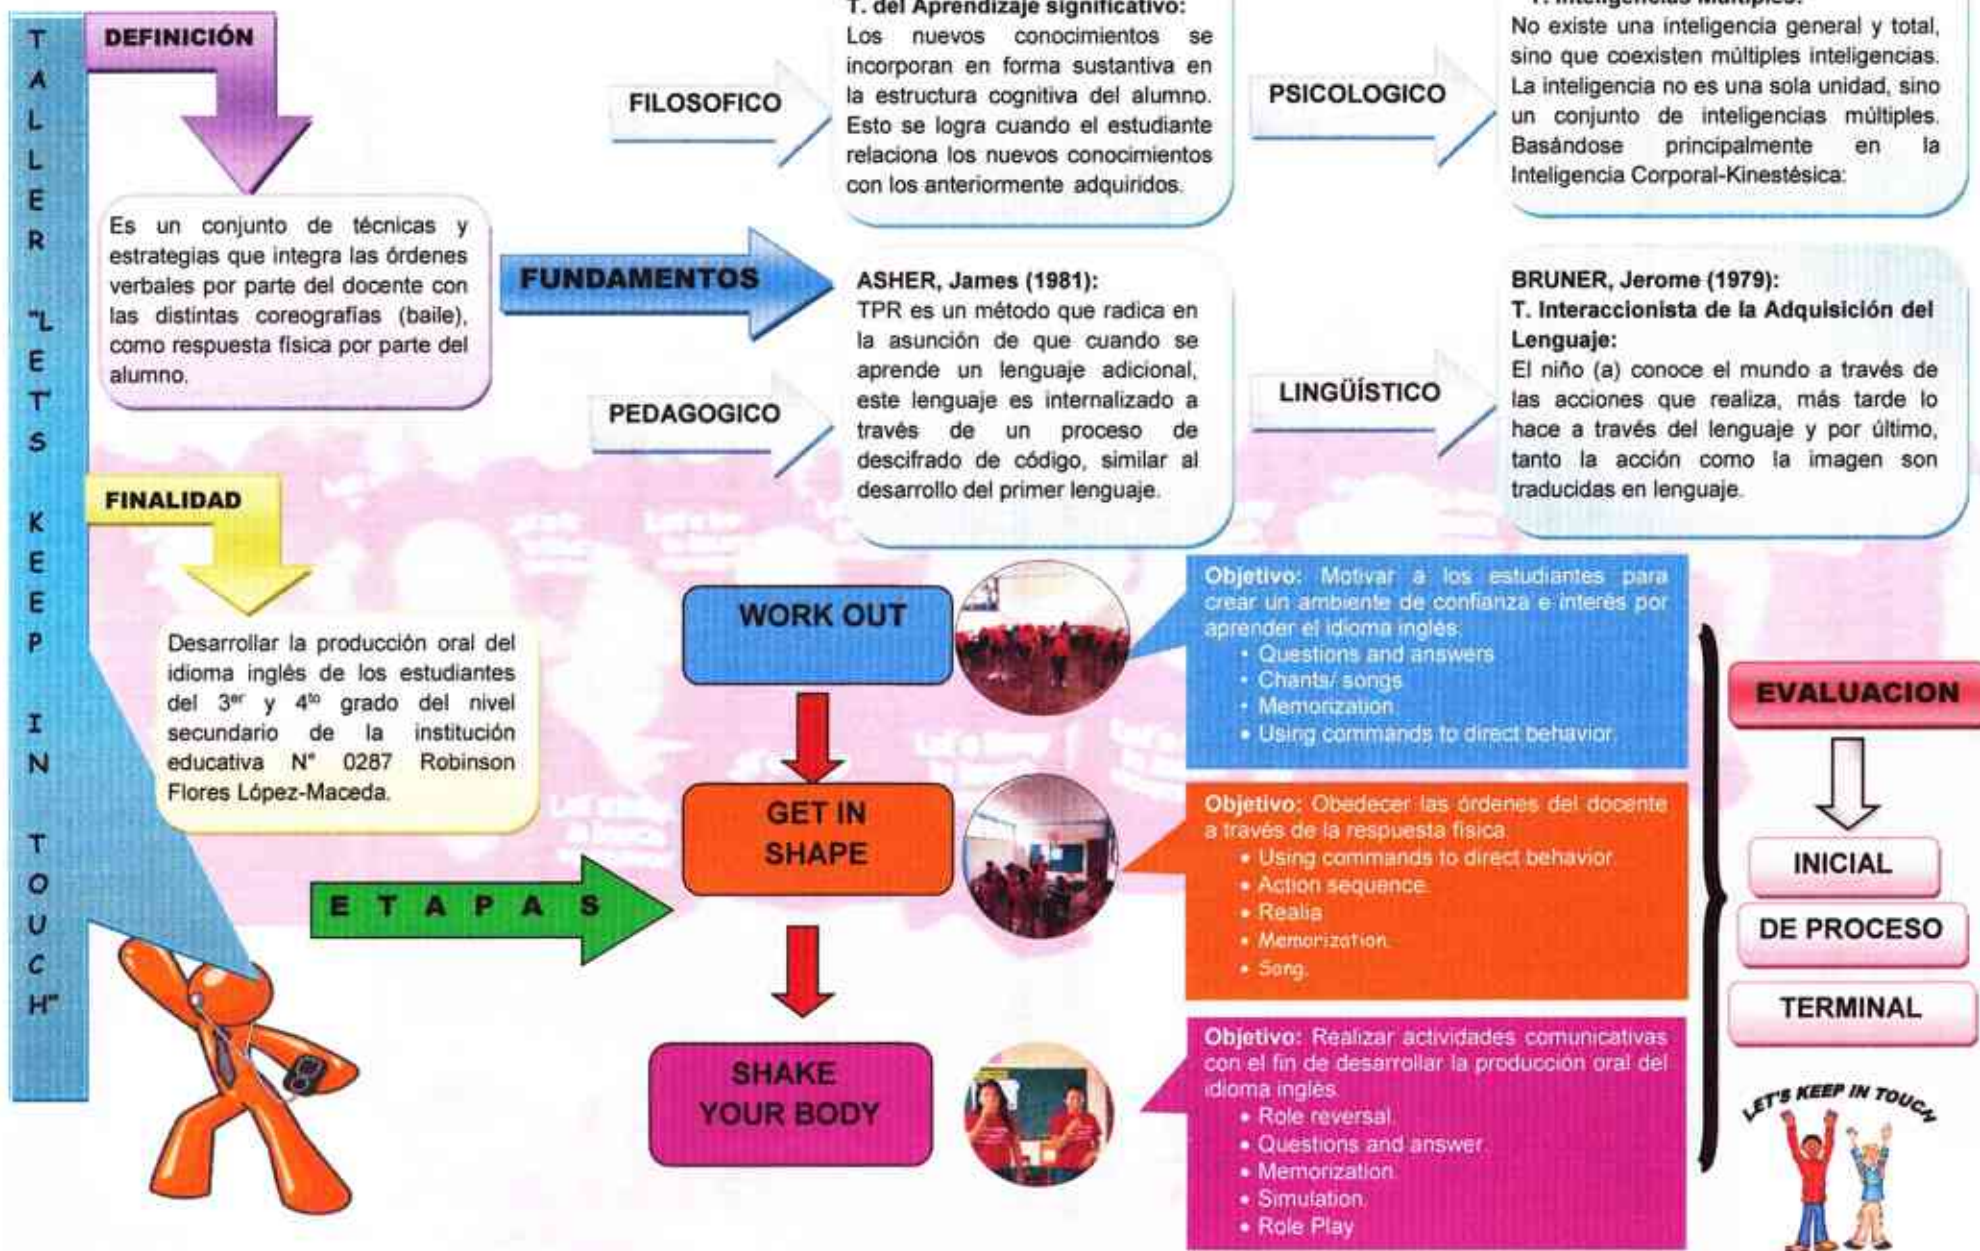 TALLER "LETS KEEP IN TOUCH"
DEFINICIÓN
Es un conjunto de técnicas y
estrategias que integra las órdenes
verbales por parte del docente con
las distintas coreografías (baile),
como respuesta física por parte del
alumno.
FINALIDAD
Desarrollar la producción oral del
idioma inglés de los estudiantes
del 3er y 4to grado del nivel
secundario de la institución
educativa N° 0287 Robinson
Flores López-Maceda.
FUNDAMENTOS
FILOSOFICO
T. del Aprendizaje significativo:
Los nuevos conocimientos se
incorporan en forma sustantiva en
la estructura cognitiva del alumno.
Esto se logra cuando el estudiante
relaciona los nuevos conocimientos
con los anteriormente adquiridos.
PSICOLOGICO
T. Inteligencias Múltiples:
No existe una inteligencia general y total,
sino que coexisten múltiples inteligencias.
La inteligencia no es una sola unidad, sino
un conjunto de inteligencias múltiples.
Basándose principalmente en la
Inteligencia Corporal-Kinestésica:
PEDAGOGICO
ASHER, James (1981):
TPR es un método que radica en
la asunción de que cuando se
aprende un lenguaje adicional,
este lenguaje es internalizado a
través de un proceso de
descifrado de código, similar al
desarrollo del primer lenguaje.
LINGÜÍSTICO
BRUNER, Jerome (1979):
T. Interaccionista de la Adquisición del
Lenguaje:
El niño (a) conoce el mundo a través de
las acciones que realiza, más tarde lo
hace a través del lenguaje y por último,
tanto la acción como la imagen son
traducidas en lenguaje.
ETAPAS
WORK OUT
Objetivo: Motivar a los estudiantes para
crear un ambiente de confianza e interés por
aprender el idioma inglés.
• Questions and answers
• Chants/ songs
• Memorization
• Using commands to direct behavior.
GET IN
SHAPE
Objetivo: Obedecer las órdenes del docente
a través de la respuesta física.
• Using commands to direct behavior.
• Action sequence.
• Realia
• Memorization.
• Song.
SHAKE
YOUR BODY
Objetivo: Realizar actividades comunicativas
con el fin de desarrollar la producción oral del
idioma inglés.
• Role reversal.
• Questions and answer.
• Memorization.
• Simulation.
• Role Play
EVALUACION
INICIAL
DE PROCESO
TERMINAL
LET'S KEEP IN TOUCH